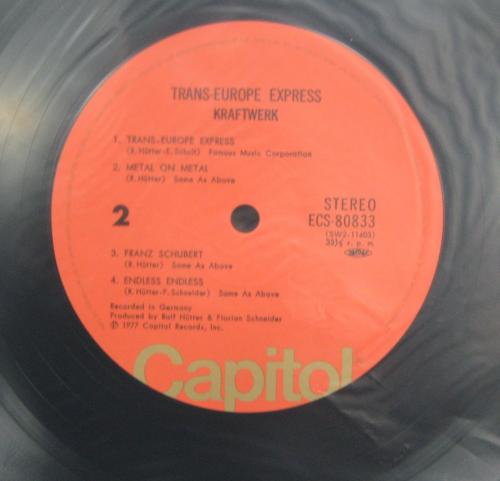 TRANS-EUROPE EXPRESS
KRAFTWERK
1. TRANS-EUROPE EXPRESS
(R.Hütter-E.Schult) Famous Music Corporation
2. METAL ON METAL
(R.Hütter) Same As Above
2
STEREO
ECS-80833
(SW2-11603)
33⅓ r. p. m.
3. FRANZ SCHUBERT
(R.Hütter) Same As Above
4. ENDLESS ENDLESS
(R.Hütter-F.Schneider) Same As Above
Recorded in Germany
Produced by Ralf Hütter & Florian Schneider
℗ 1977 Capitol Records, Inc.
Capitol